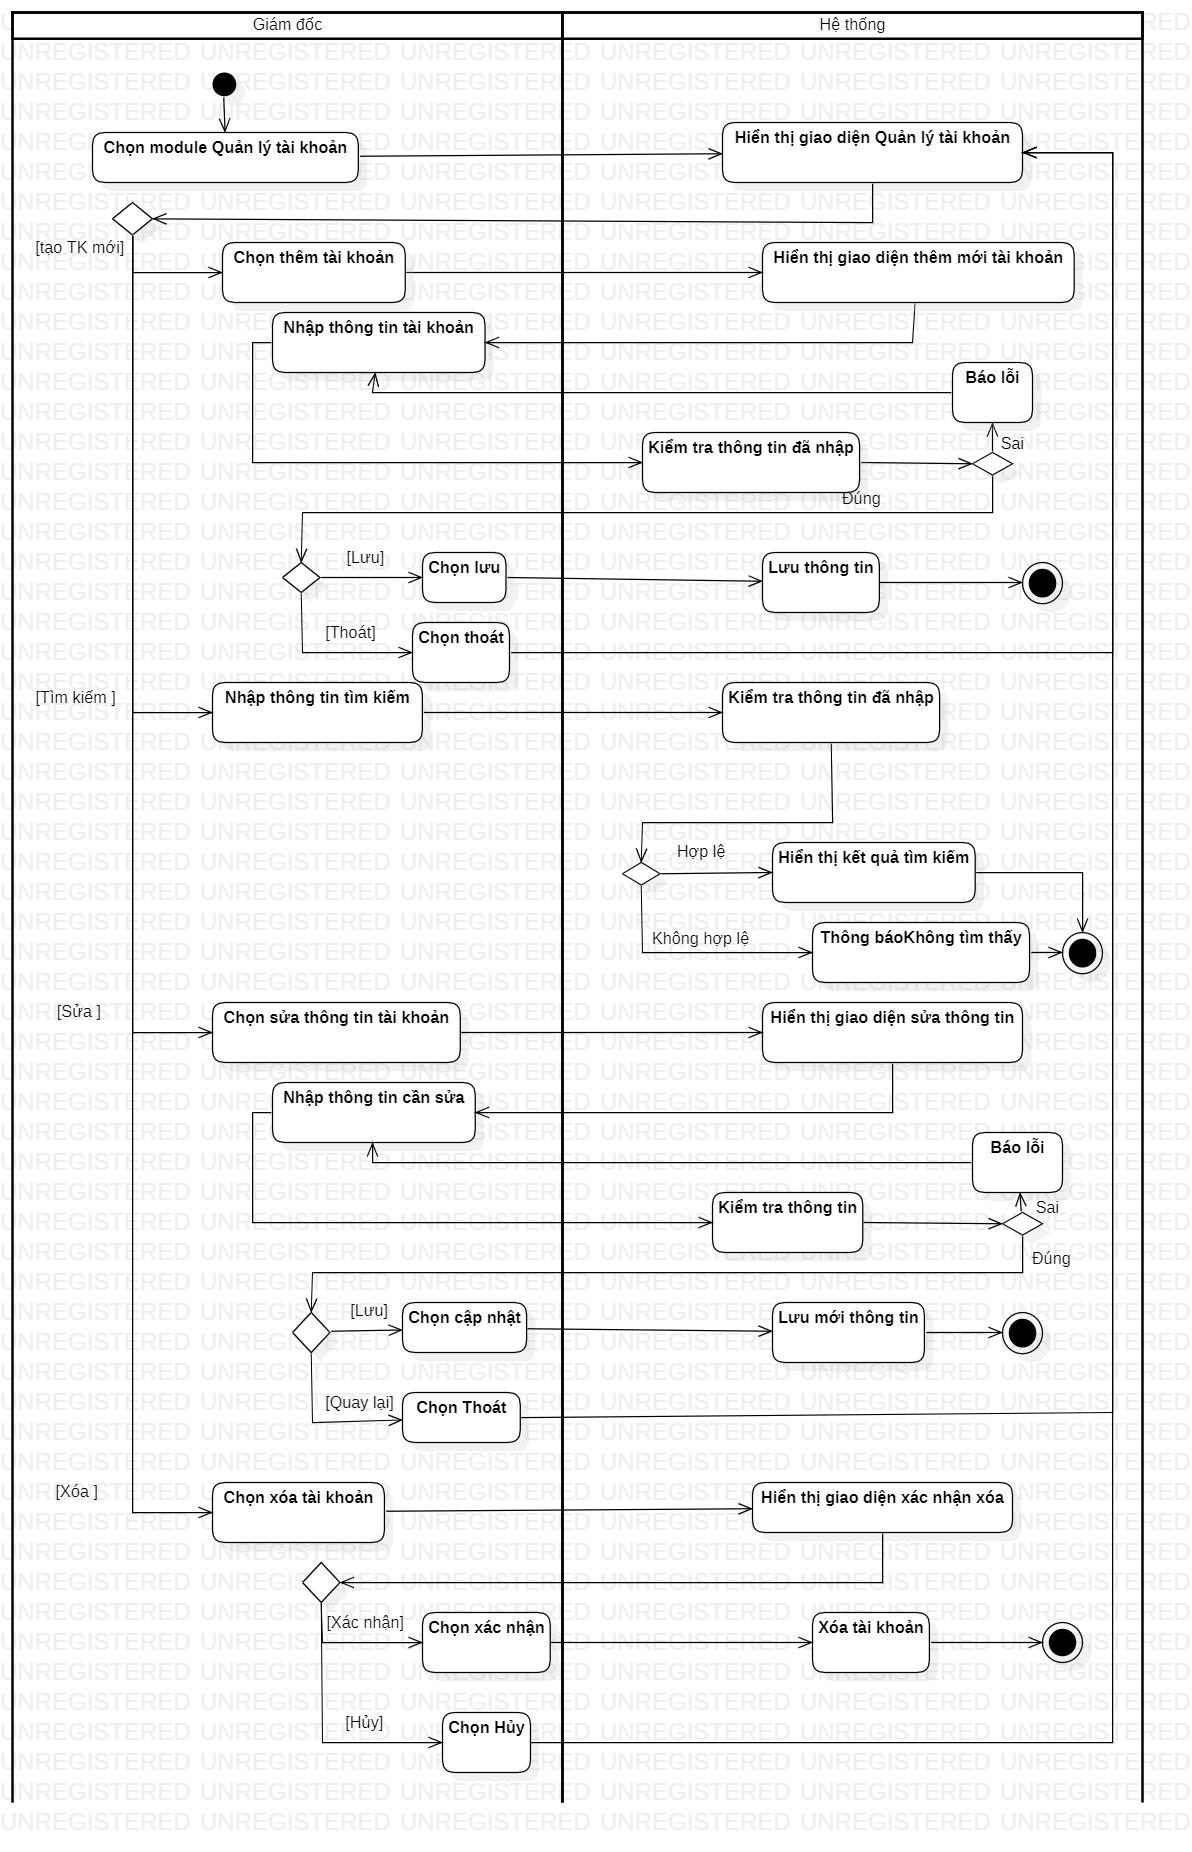 Giám đốc
Hệ thống
Chọn module Quản lý tài khoản
Hiển thị giao diện Quản lý tài khoản
[tạo TK mới]
Chọn thêm tài khoản
Hiển thị giao diện thêm mới tài khoản
Nhập thông tin tài khoản
Báo lỗi
Sai
Kiểm tra thông tin đã nhập
Đúng
[Lưu]
Chọn lưu
Lưu thông tin
[Thoát]
Chọn thoát
[Tìm kiếm ]
Nhập thông tin tìm kiếm
Kiểm tra thông tin đã nhập
Hợp lệ
Hiển thị kết quả tìm kiếm
Không hợp lệ
Thông báoKhông tìm thấy
[Sửa ]
Chọn sửa thông tin tài khoản
Hiển thị giao diện sửa thông tin
Nhập thông tin cần sửa
Báo lỗi
Sai
Kiểm tra thông tin
Đúng
[Lưu]
Chọn cập nhật
Lưu mới thông tin
[Quay lại]
Chọn Thoát
[Xóa ]
Chọn xóa tài khoản
Hiển thị giao diện xác nhận xóa
[Xác nhận]
Chọn xác nhận
Xóa tài khoản
[Hủy]
Chọn Hủy
UNREGISTERED